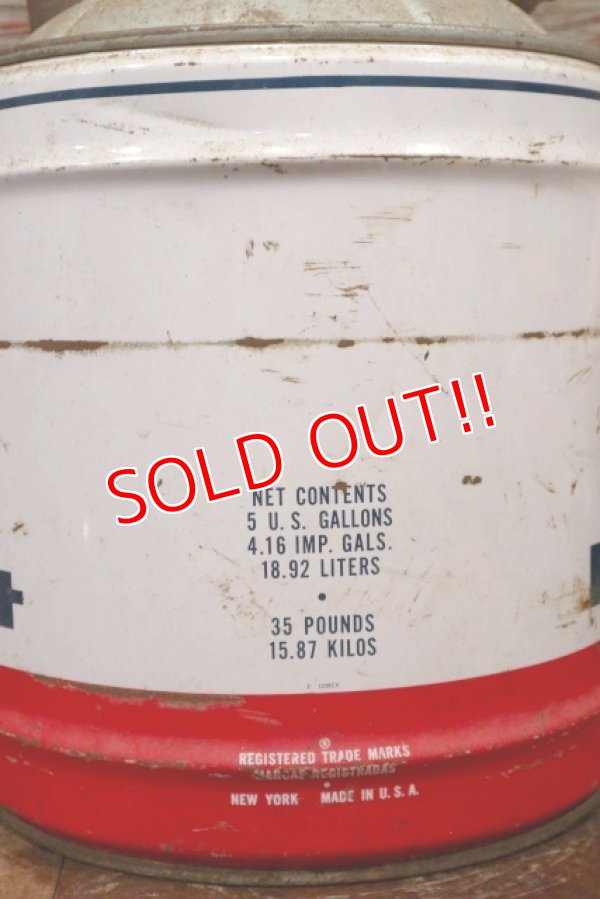 SOLD OUT!!
NET CONTENTS
5 U.S. GALLONS
4.16 IMP. GALS.
18.92 LITERS
•
35 POUNDS
15.87 KILOS
®
REGISTERED TRADE MARKS
MARCAS REGISTRADAS
•
NEW YORK MADE IN U.S.A.